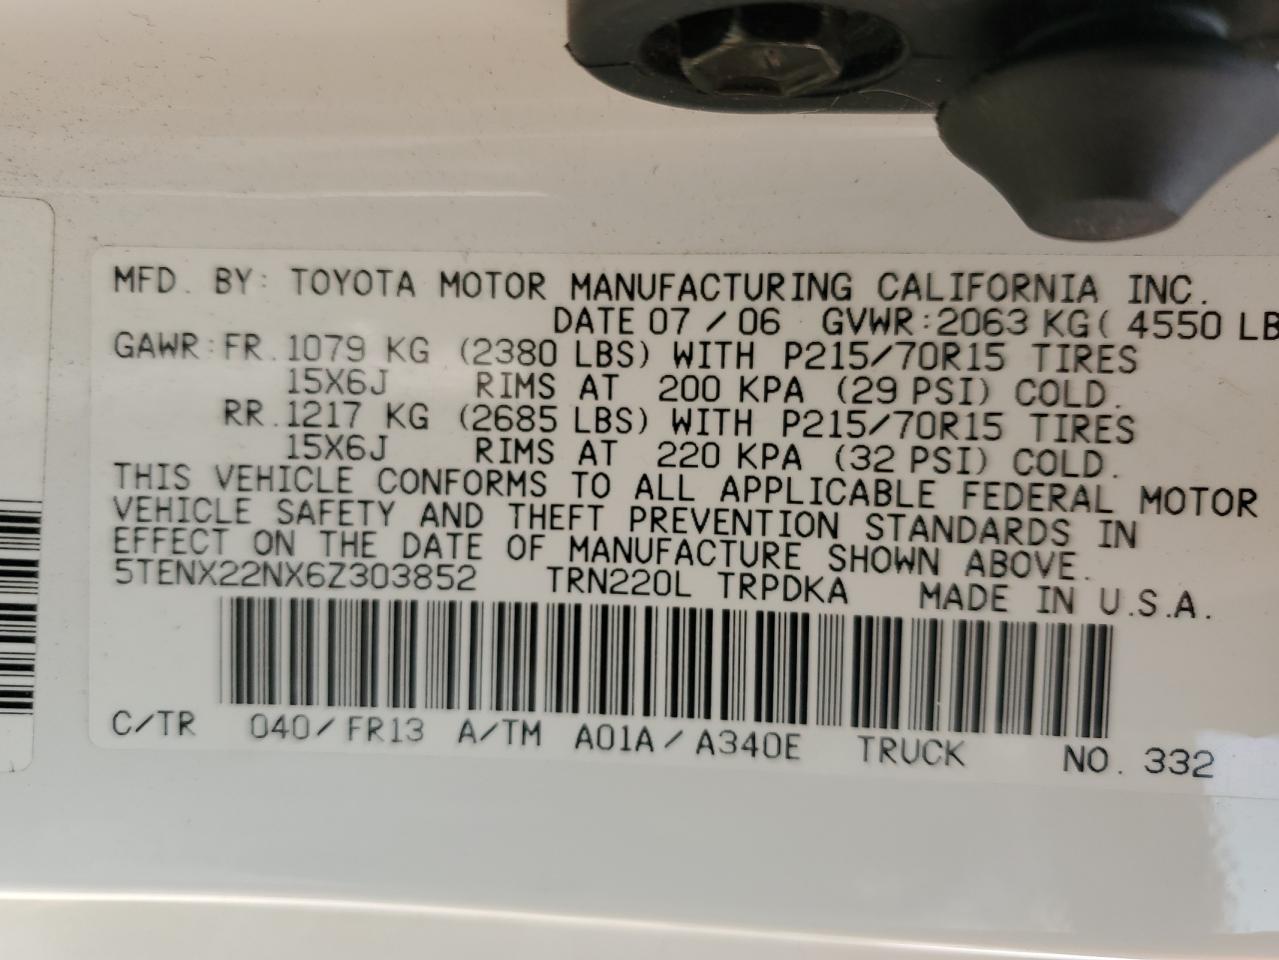 MFD. BY: TOYOTA MOTOR MANUFACTURING CALIFORNIA INC.
DATE 07/06 GVWR:2063 KG( 4550 LB
GAWR:FR.1079 KG (2380 LBS) WITH P215/70R15 TIRES
15X6J RIMS AT 200 KPA (29 PSI) COLD.
RR.1217 KG (2685 LBS) WITH P215/70R15 TIRES
15X6J RIMS AT 220 KPA (32 PSI) COLD.
THIS VEHICLE CONFORMS TO ALL APPLICABLE FEDERAL MOTOR
VEHICLE SAFETY AND THEFT PREVENTION STANDARDS IN
EFFECT ON THE DATE OF MANUFACTURE SHOWN ABOVE.
5TENX22NX6Z303852 TRN220L TRPDKA MADE IN U.S.A.
C/TR 040/FR13 A/TM A01A/A340E TRUCK NO. 332